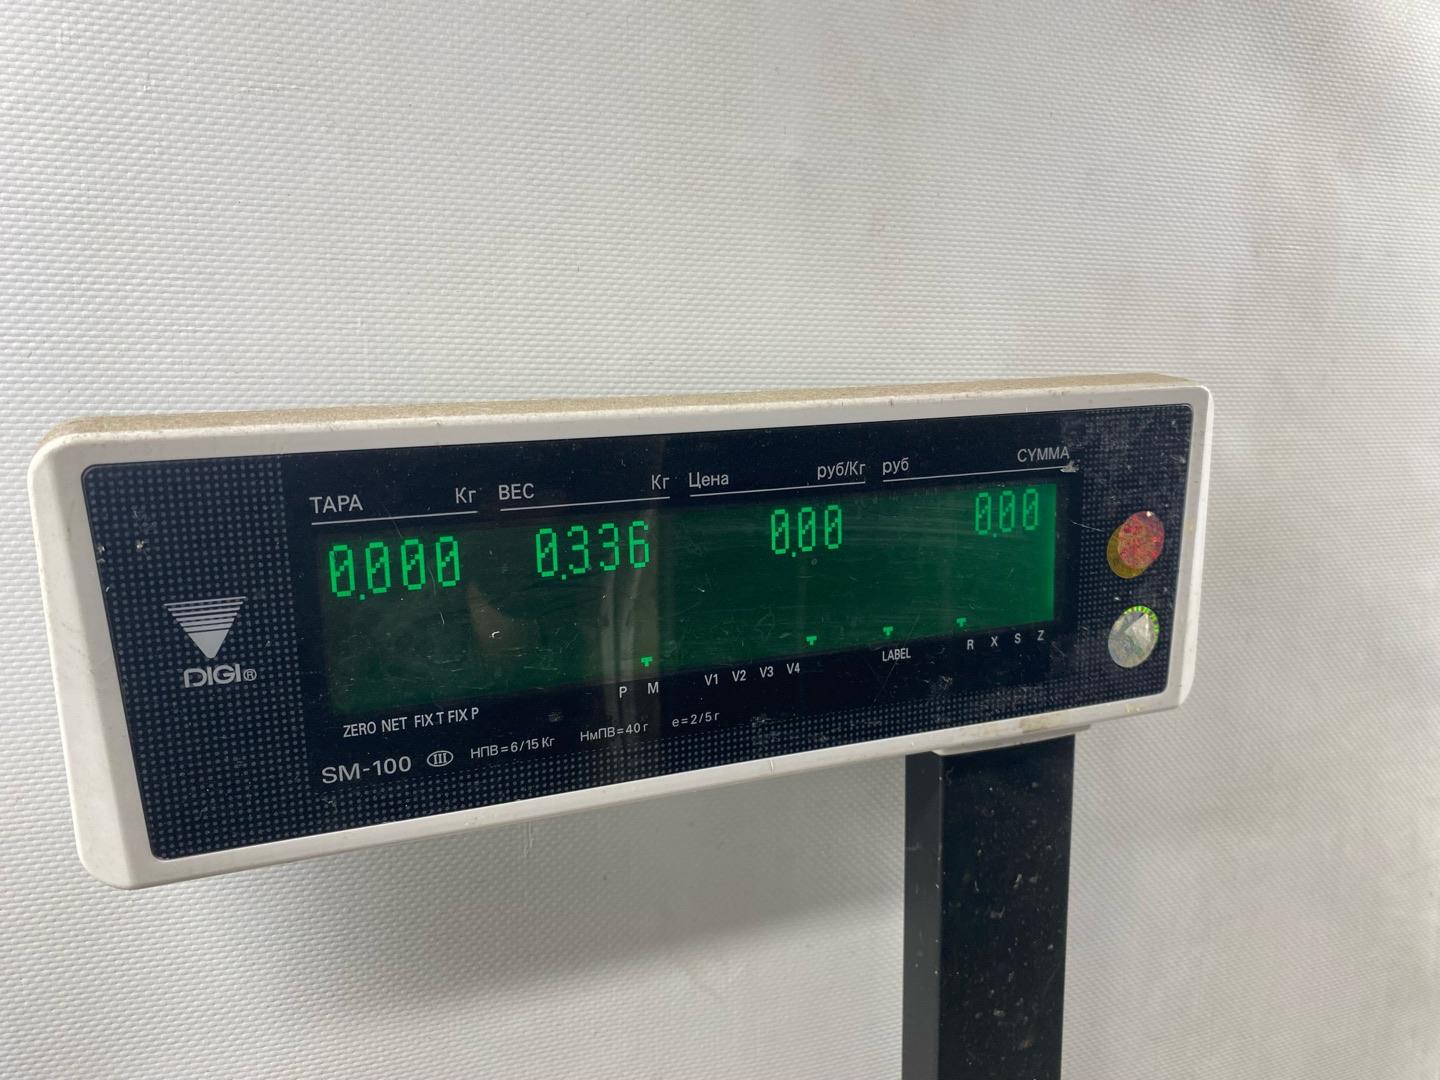 ТАРА Кг ВЕС Кг Цена руб/Кг руб СУММА
0.000 0.336 0.00 0.00
DIGI®
ZERO NET FIX T FIX P P M V1 V2 V3 V4 LABEL R X S Z
SM-100 III НПВ=6/15 Кг НмПВ=40 г e=2/5 г